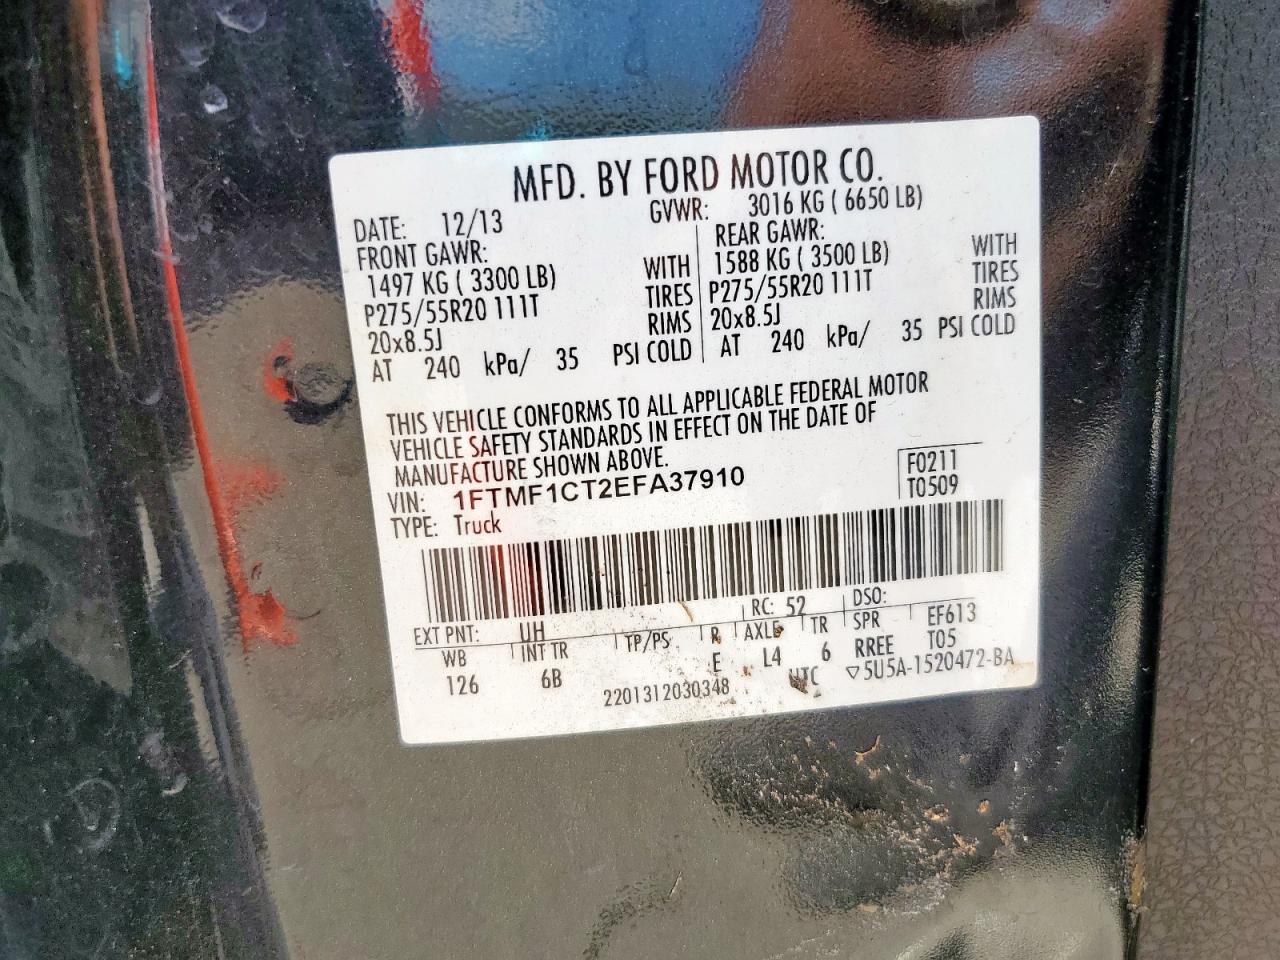 MFD. BY FORD MOTOR CO.
DATE: 12/13 GVWR: 3016 KG ( 6650 LB)
FRONT GAWR: REAR GAWR:
1497 KG ( 3300 LB) WITH 1588 KG ( 3500 LB) WITH
P275/55R20 111T TIRES P275/55R20 111T TIRES
20x8.5J RIMS 20x8.5J RIMS
AT 240 kPa/ 35 PSI COLD AT 240 kPa/ 35 PSI COLD
THIS VEHICLE CONFORMS TO ALL APPLICABLE FEDERAL MOTOR
VEHICLE SAFETY STANDARDS IN EFFECT ON THE DATE OF
MANUFACTURE SHOWN ABOVE.
VIN: 1FTMF1CT2EFA37910 F0211
TYPE: Truck T0509
EXT PNT: UH RC: 52 DSO:
WB INT TR TP/PS R AXLE TR SPR EF613
126 6B E L4 6 RREE T05
2201312030348 UTC ▽5U5A-1520472-BA